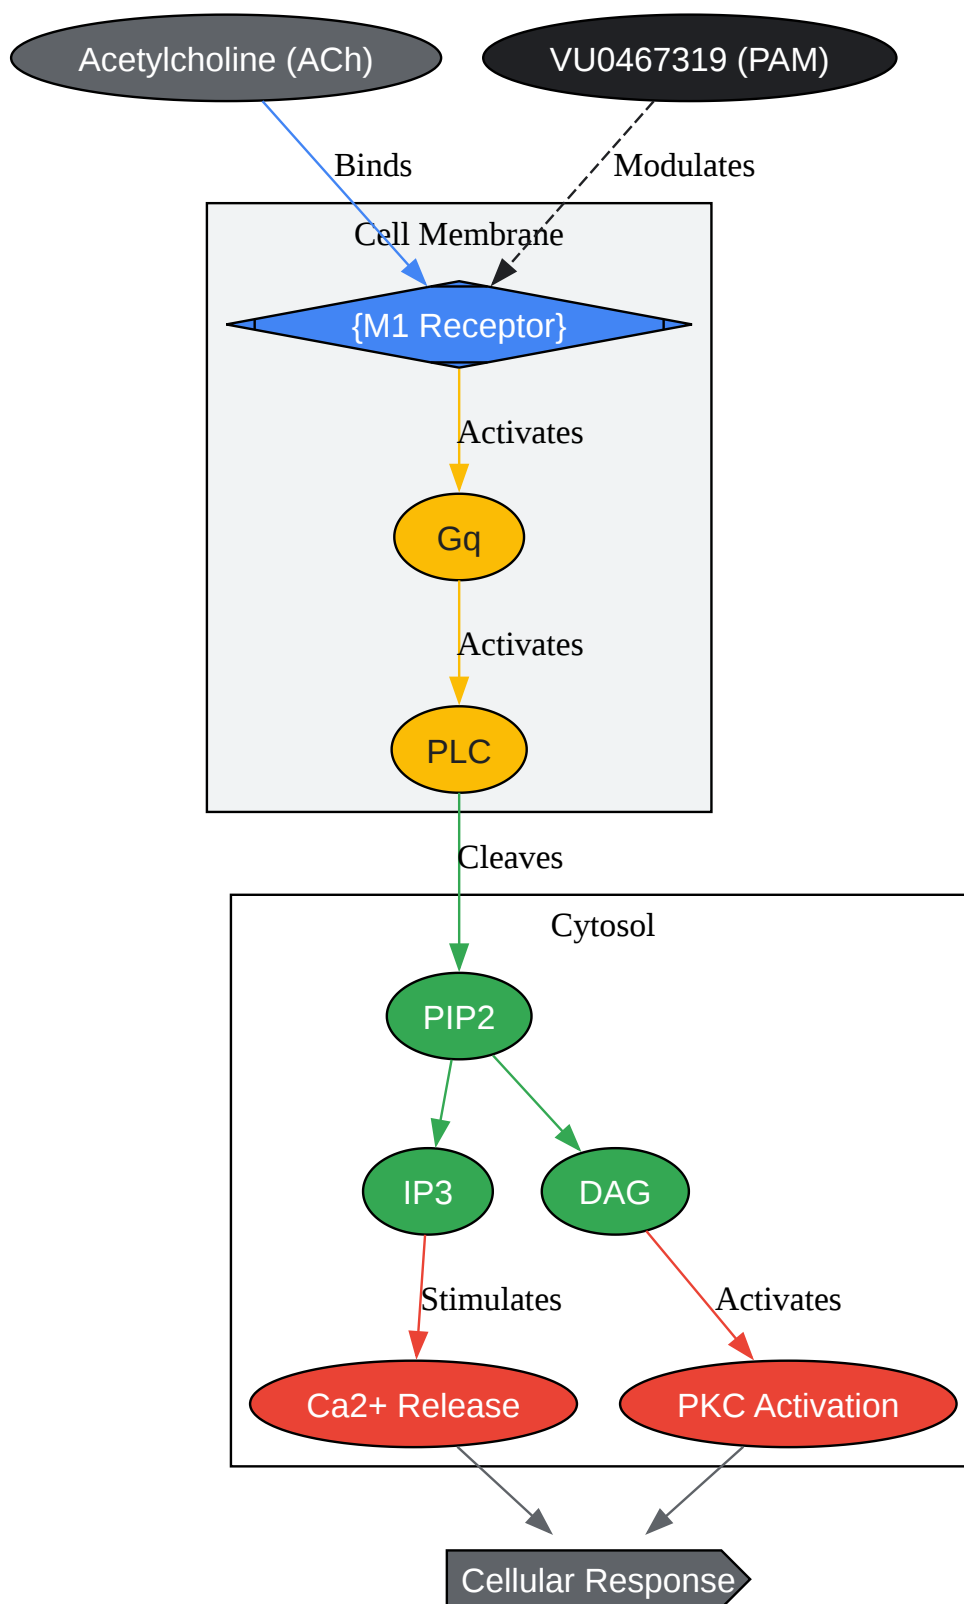 Acetylcholine (ACh)
VU0467319 (PAM)
Binds
Modulates
Cell Membrane
{M1 Receptor}
Activates
Gq
Activates
PLC
Cleaves
Cytosol
PIP2
IP3
DAG
Stimulates
Activates
Ca2+ Release
PKC Activation
Cellular Response